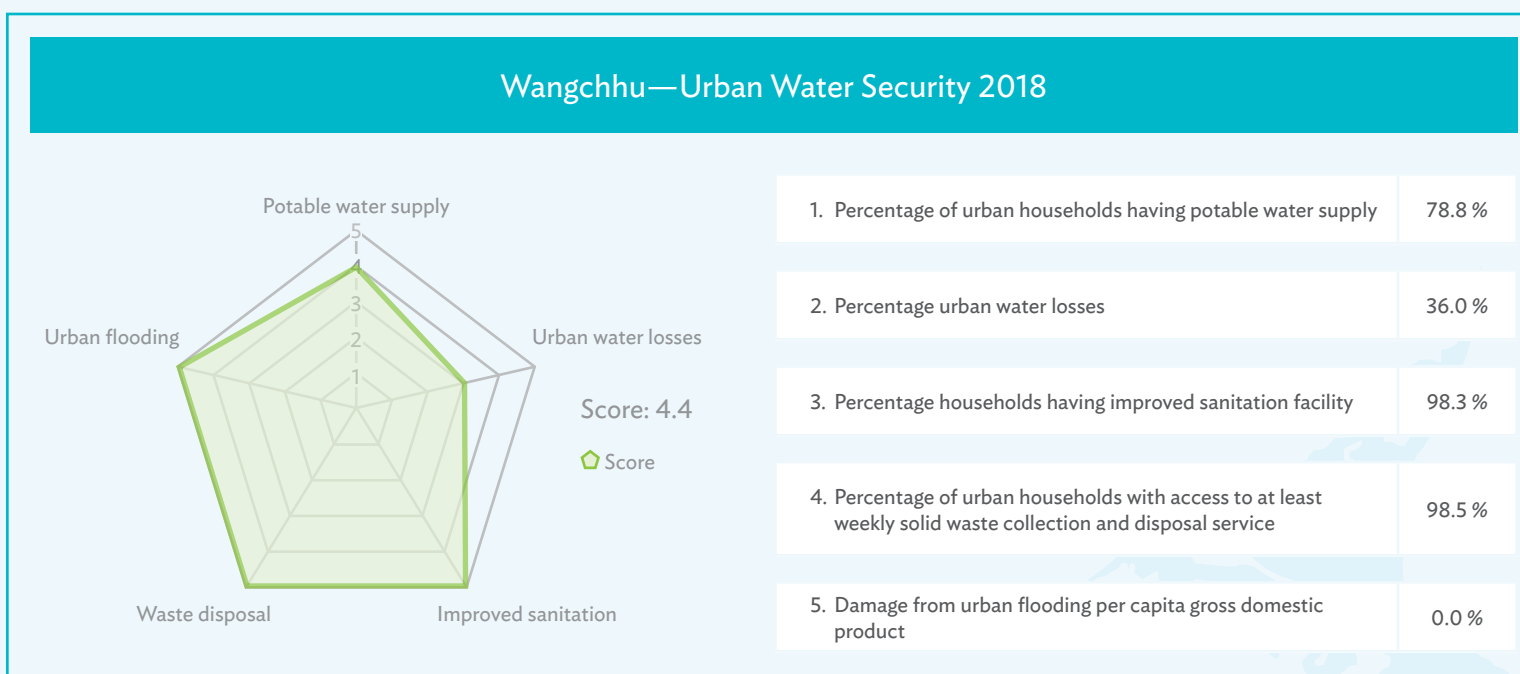 Wangchhu—Urban Water Security 2018
Potable water supply
5
4
3
2
1
Urban flooding
Urban water losses
Score: 4.4
Score
Waste disposal
Improved sanitation
1. Percentage of urban households having potable water supply 78.8 %
2. Percentage urban water losses 36.0 %
3. Percentage households having improved sanitation facility 98.3 %
4. Percentage of urban households with access to at least
weekly solid waste collection and disposal service 98.5 %
5. Damage from urban flooding per capita gross domestic
product 0.0 %